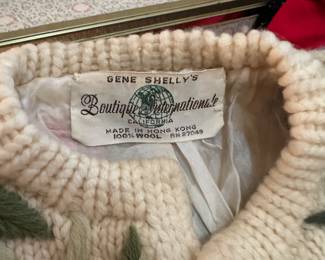 GENE SHELLY'S
Boutique Internationale
CALIFORNIA
MADE IN HONG KONG
100% WOOL RN27049